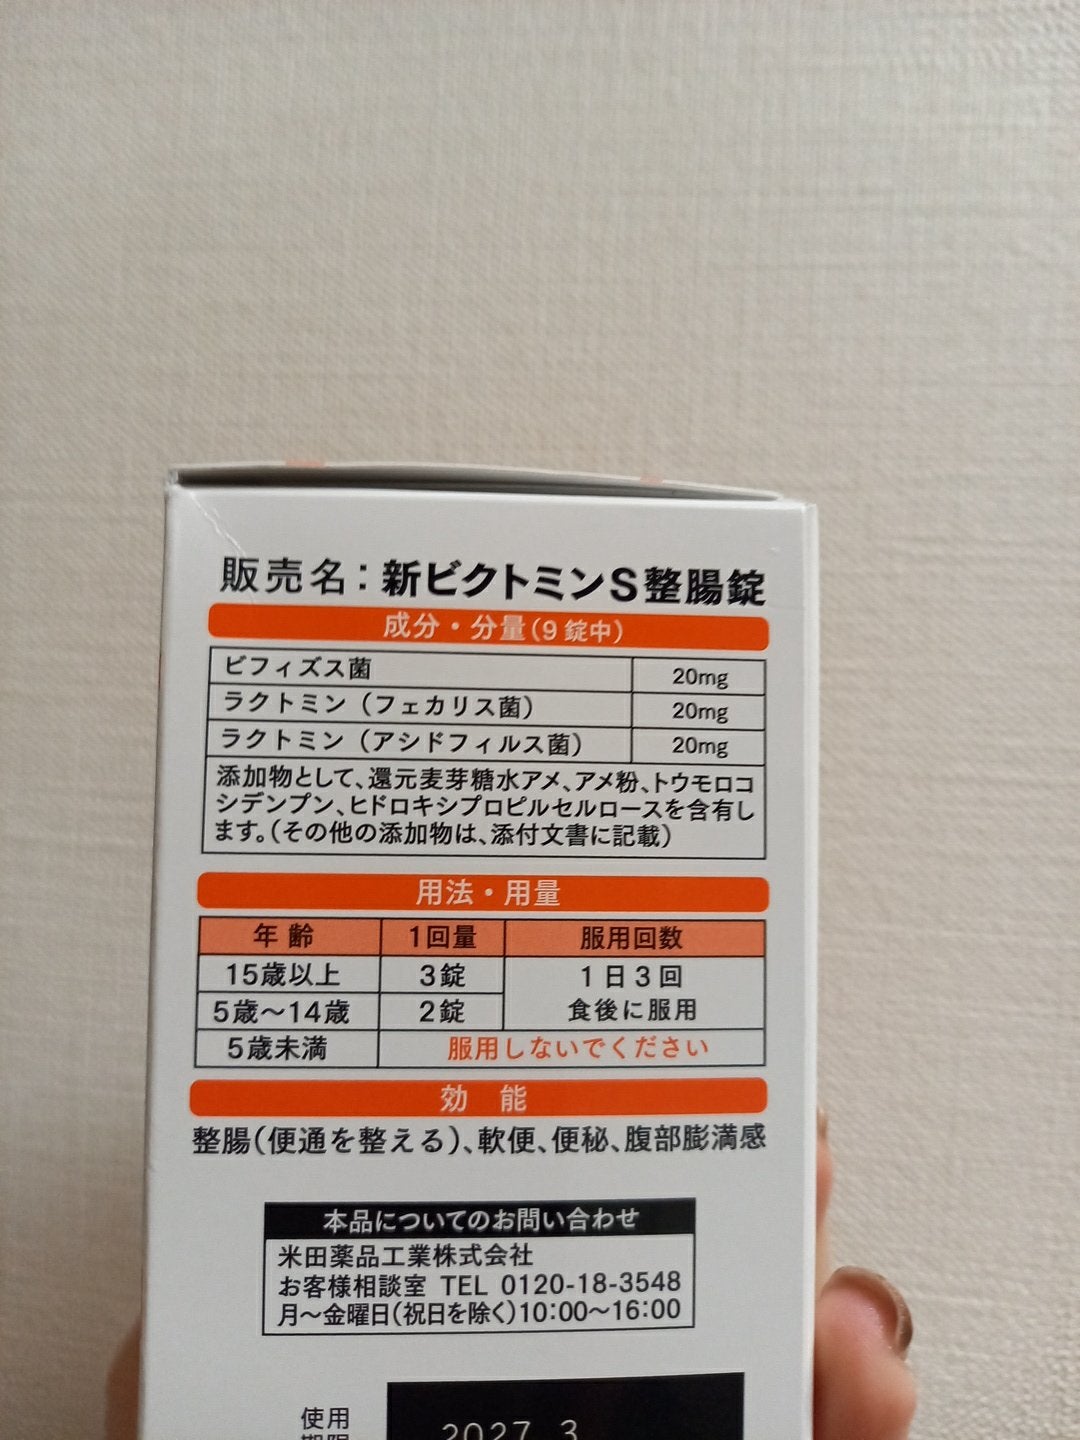 販売名：新ビクトミンS整腸錠
成分・分量(9錠中)
ビフィズス菌 20mg
ラクトミン（フェカリス菌） 20mg
ラクトミン（アシドフィルス菌） 20mg
添加物として、還元麦芽糖水アメ、アメ粉、トウモロコ
シデンプン、ヒドロキシプロピルセルロースを含有し
ます。（その他の添加物は、添付文書に記載）
用法・用量
年齢 1回量 服用回数
15歳以上 3錠 1日3回
5歳～14歳 2錠 食後に服用
5歳未満 服用しないでください
効能
整腸（便通を整える）、軟便、便秘、腹部膨満感
本品についてのお問い合わせ
米田薬品工業株式会社
お客様相談室 TEL 0120-18-3548
月～金曜日(祝日を除く)10:00～16:00
使用
期限
2027 3